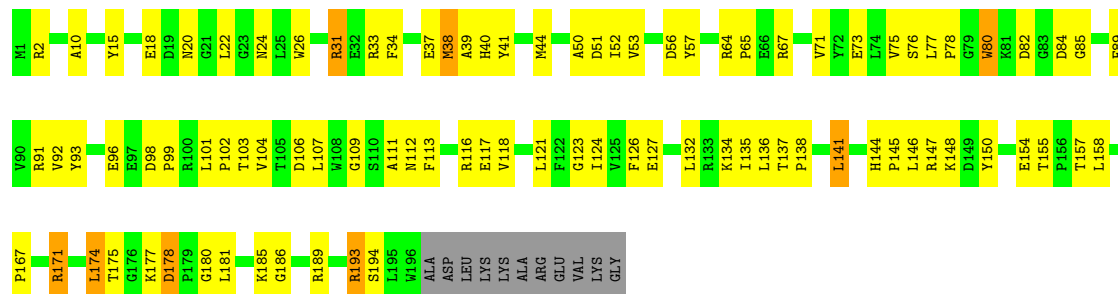 M1 R2 A10 Y15 E18 D19 N20 G21 L22 G23 N24 L25 W26 R31 E32 R33 F34 E37 M38 A39 H40 Y41 M44 A50 D51 I52 V53 D56 Y57 R64 P65 E66 R67 V71 Y72 E73 L74 V75 S76 L77 P78 G79 W80 K81 D82 G83 D84 G85
V90 R91 V92 Y93 E96 E97 D98 P99 R100 L101 P102 T103 V104 T105 D106 L107 W108 G109 S110 A111 N112 F113 R116 E117 V118 L121 F122 G123 I124 V125 F126 E127 L132 R133 K134 I135 L136 T137 P138 L141 H144 P145 L146 R147 K148 D149 Y150 E154 T155 P156 T157 L158
P167 R171 L174 T175 G176 K177 D178 P179 G180 L181 K185 G186 R189 R193 S194 L195 W196 ALA ASP LEU LYS LYS ALA ARG GLU VAL LYS GLY